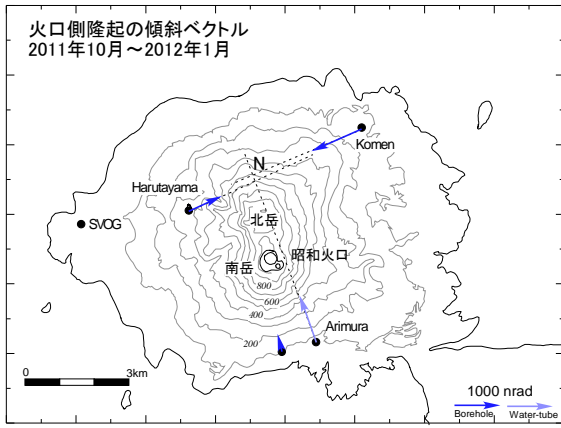 火口側隆起の傾斜ベクトル
2011年10月～2012年1月
Komen
N
Harutayama
SVOG
北岳
昭和火口
南岳
800
600
400
200
Arimura
0 3km
1000 nrad
Borehole Water-tube